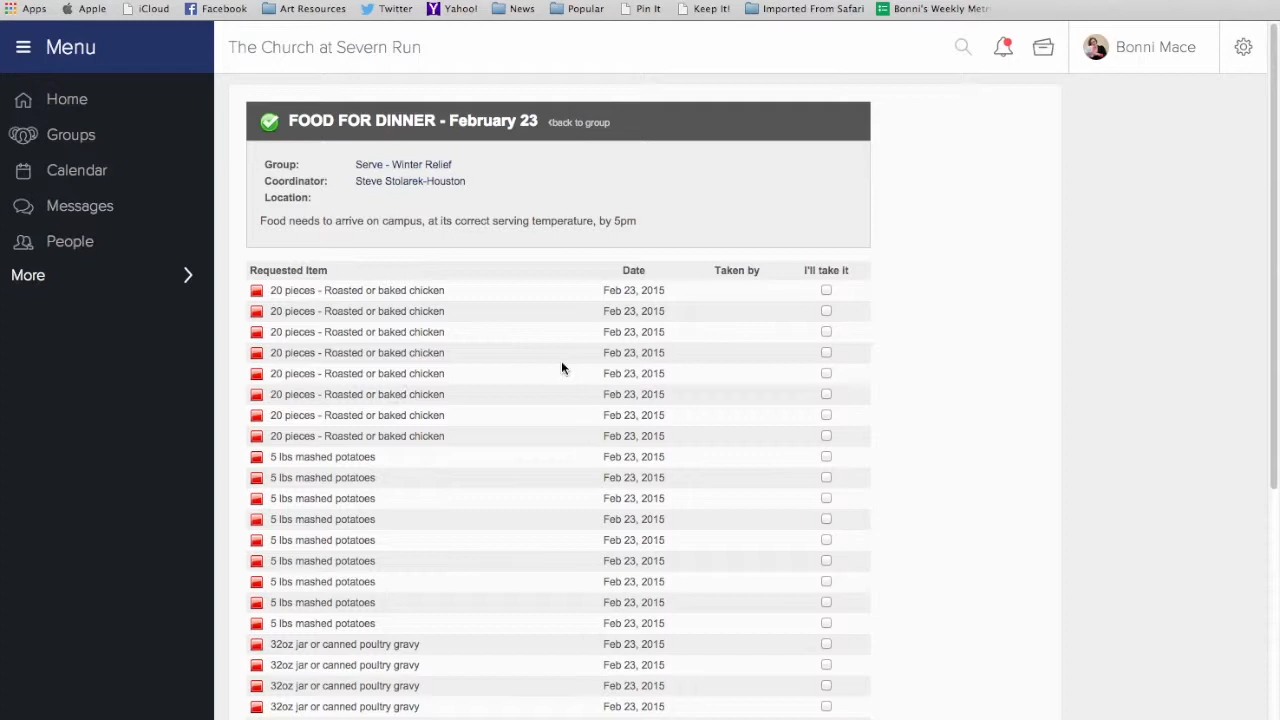 Apps Apple iCloud Facebook Art Resources Twitter Yahoo! News Popular Pin It Keep It! Imported From Safari Bonni's Weekly Met
Menu The Church at Severn Run Bonni Mace
Home
Groups
Calendar
Messages
People
More
FOOD FOR DINNER - February 23 ‹back to group
Group: Serve - Winter Relief
Coordinator: Steve Stolarek-Houston
Location:
Food needs to arrive on campus, at its correct serving temperature, by 5pm
Requested Item Date Taken by I'll take it
20 pieces - Roasted or baked chicken Feb 23, 2015
20 pieces - Roasted or baked chicken Feb 23, 2015
20 pieces - Roasted or baked chicken Feb 23, 2015
20 pieces - Roasted or baked chicken Feb 23, 2015
20 pieces - Roasted or baked chicken Feb 23, 2015
20 pieces - Roasted or baked chicken Feb 23, 2015
20 pieces - Roasted or baked chicken Feb 23, 2015
20 pieces - Roasted or baked chicken Feb 23, 2015
5 lbs mashed potatoes Feb 23, 2015
5 lbs mashed potatoes Feb 23, 2015
5 lbs mashed potatoes Feb 23, 2015
5 lbs mashed potatoes Feb 23, 2015
5 lbs mashed potatoes Feb 23, 2015
5 lbs mashed potatoes Feb 23, 2015
5 lbs mashed potatoes Feb 23, 2015
5 lbs mashed potatoes Feb 23, 2015
5 lbs mashed potatoes Feb 23, 2015
32oz jar or canned poultry gravy Feb 23, 2015
32oz jar or canned poultry gravy Feb 23, 2015
32oz jar or canned poultry gravy Feb 23, 2015
32oz jar or canned poultry gravy Feb 23, 2015